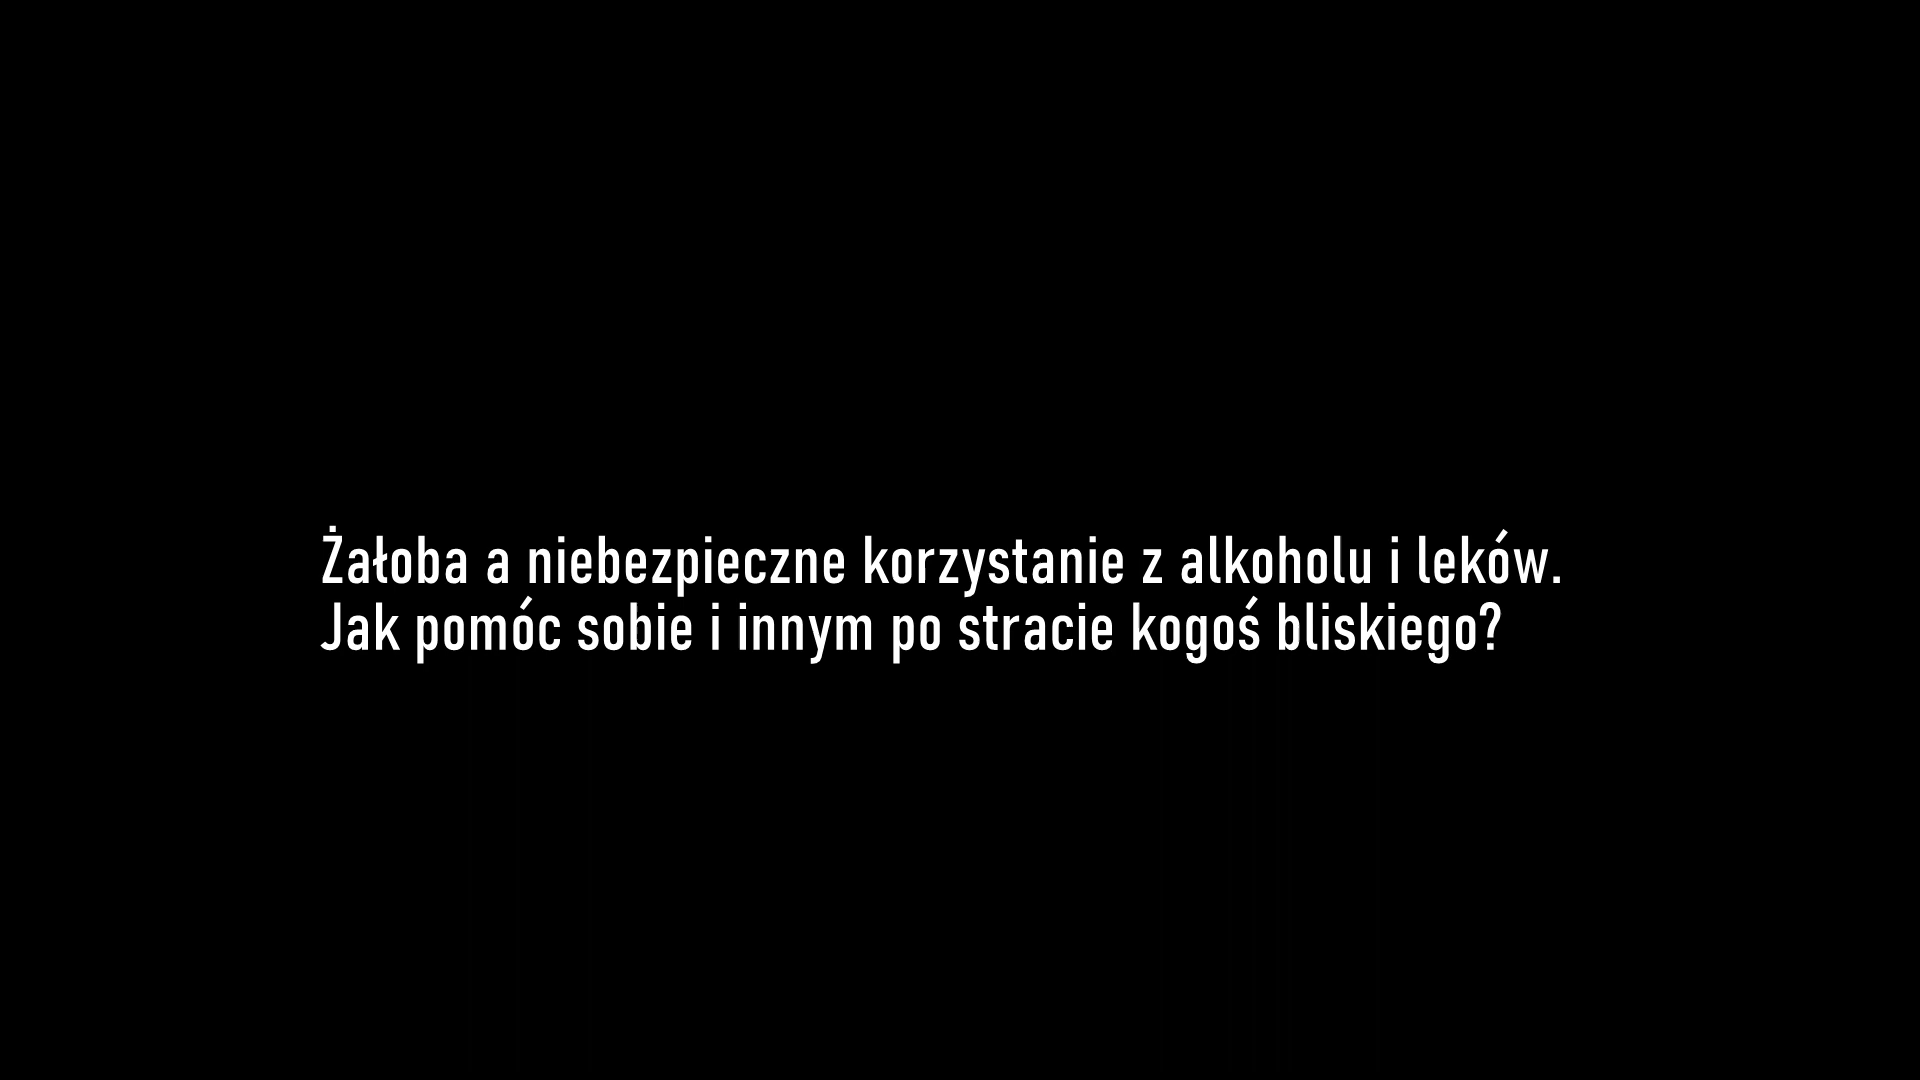 Żałoba a niebezpieczne korzystanie z alkoholu i leków.
Jak pomóc sobie i innym po stracie kogoś bliskiego?